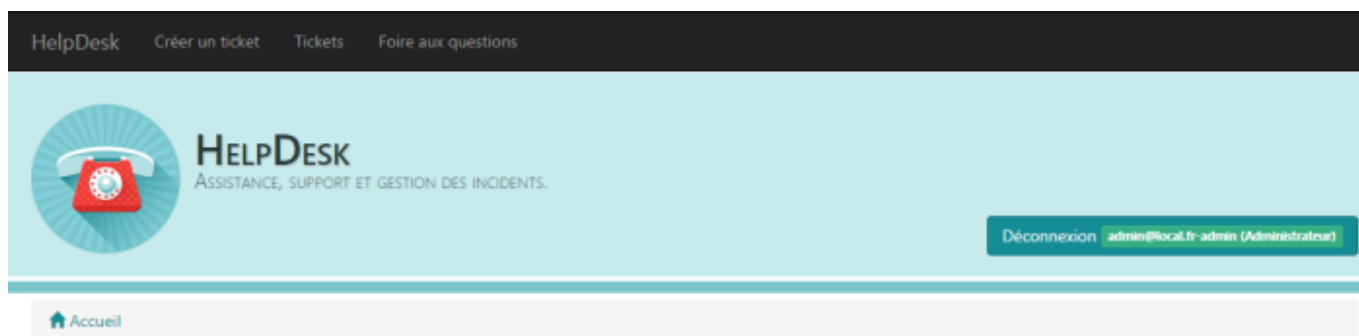 HelpDesk Créer un ticket Tickets Foire aux questions
HELPDESK
ASSISTANCE, SUPPORT ET GESTION DES INCIDENTS.
Déconnexion admin@local.fr-admin (Administrateur)
Accueil